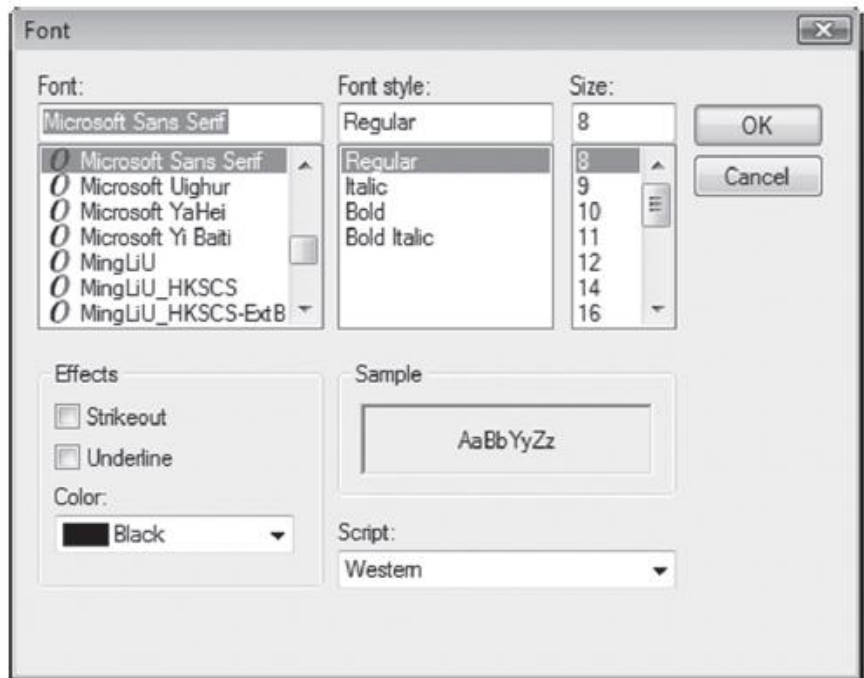 Font
Font:
Font style:
Size:
Microsoft Sans Serif
Regular
8
OK
Cancel
O Microsoft Sans Serif
O Microsoft Uighur
O Microsoft YaHei
O Microsoft Yi Baiti
O MingLiU
O MingLiU_HKSCS
O MingLiU_HKSCS-ExtB
Regular
Italic
Bold
Bold Italic
8
9
10
11
12
14
16
Effects
Strikeout
Underline
Color:
Black
Sample
AaBbYyZz
Script:
Western